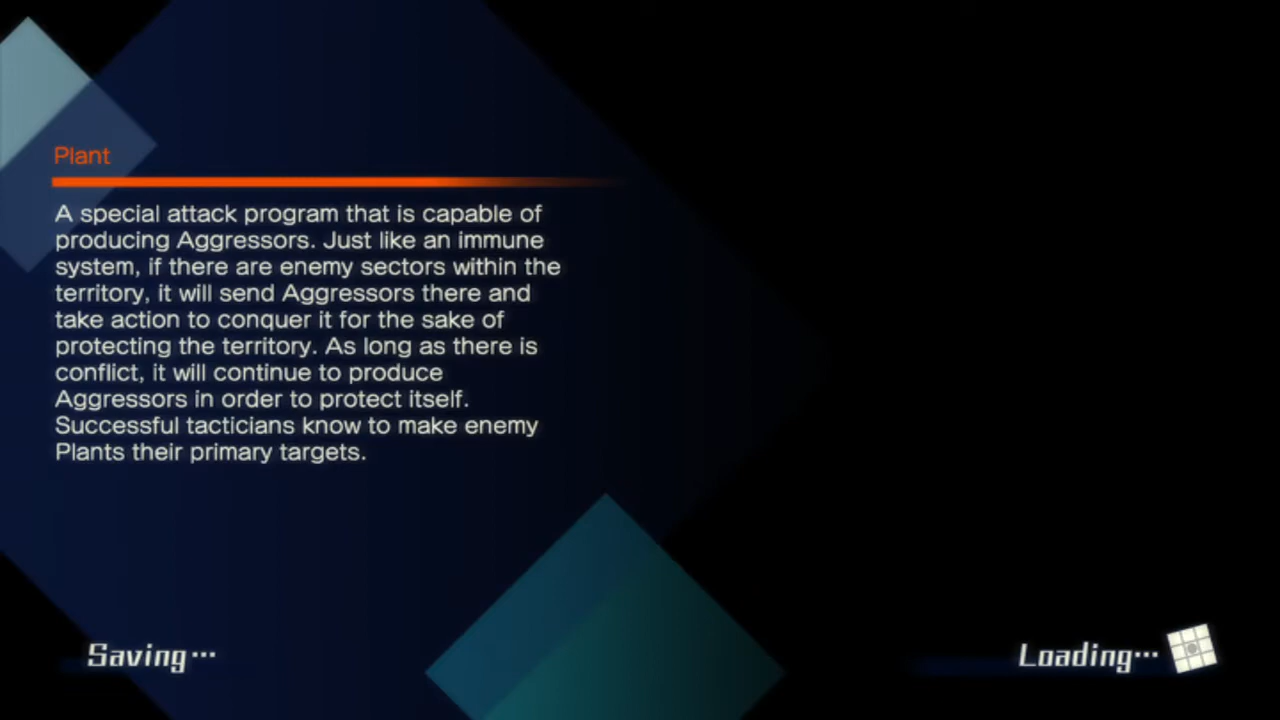 Plant
A special attack program that is capable of
producing Aggressors. Just like an immune
system, if there are enemy sectors within the
territory, it will send Aggressors there and
take action to conquer it for the sake of
protecting the territory. As long as there is
conflict, it will continue to produce
Aggressors in order to protect itself.
Successful tacticians know to make enemy
Plants their primary targets.
Saving…
Loading…